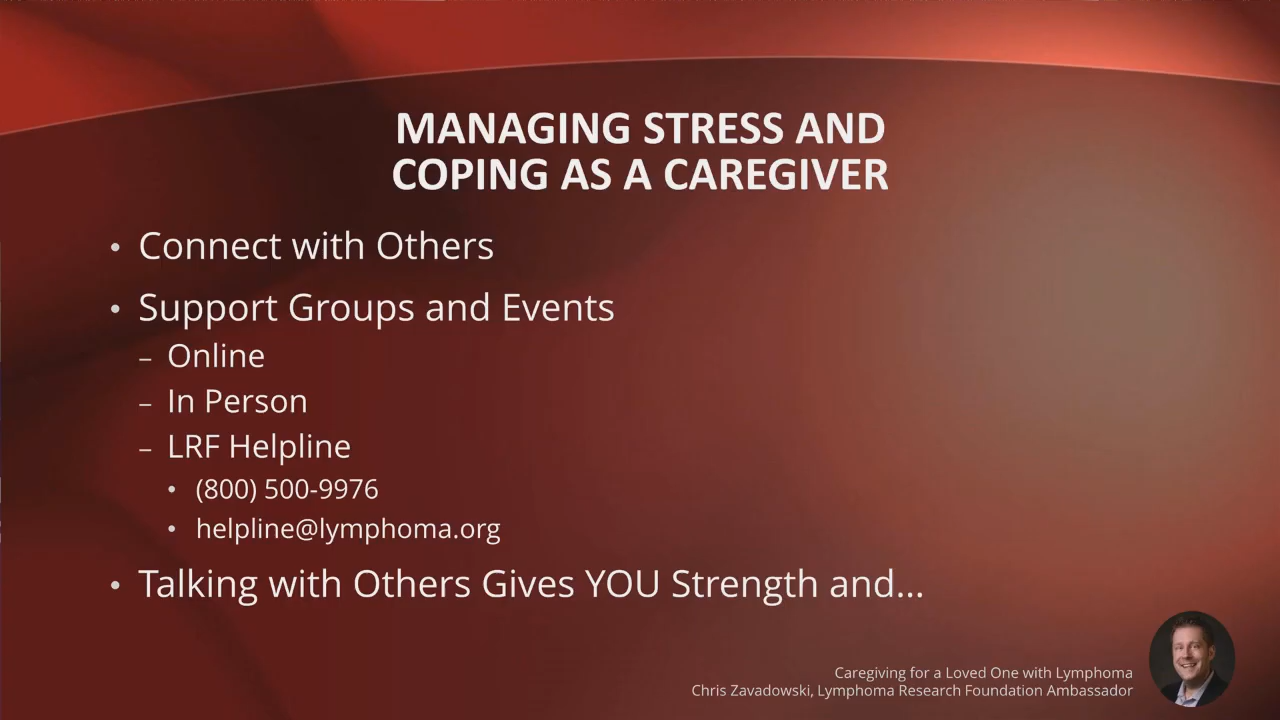 MANAGING STRESS AND
COPING AS A CAREGIVER
• Connect with Others
• Support Groups and Events
– Online
– In Person
– LRF Helpline
• (800) 500-9976
• helpline@lymphoma.org
• Talking with Others Gives YOU Strength and...
Caregiving for a Loved One with Lymphoma
Chris Zavadowski, Lymphoma Research Foundation Ambassador